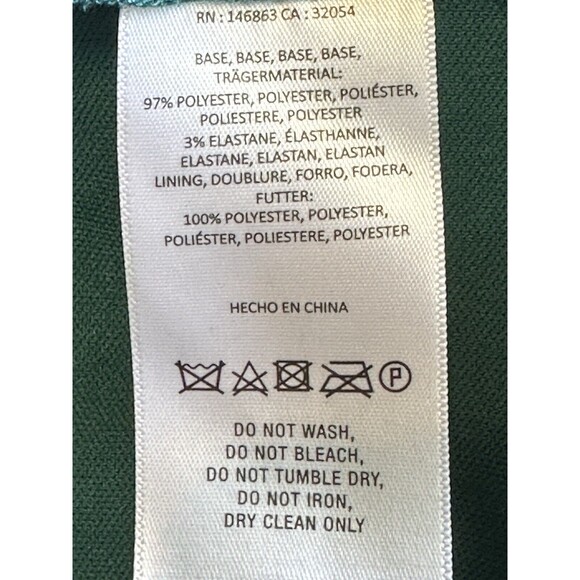 RN : 146863 CA : 32054
BASE, BASE, BASE, BASE,
TRÄGERMATERIAL:
97% POLYESTER, POLYESTER, POLIÉSTER,
POLIESTERE, POLYESTER
3% ELASTANE, ÉLASTHANNE,
ELASTANE, ELASTAN, ELASTAN
LINING, DOUBLURE, FORRO, FODERA,
FUTTER:
100% POLYESTER, POLYESTER,
POLIÉSTER, POLIESTERE, POLYESTER
HECHO EN CHINA
P
DO NOT WASH,
DO NOT BLEACH,
DO NOT TUMBLE DRY,
DO NOT IRON,
DRY CLEAN ONLY